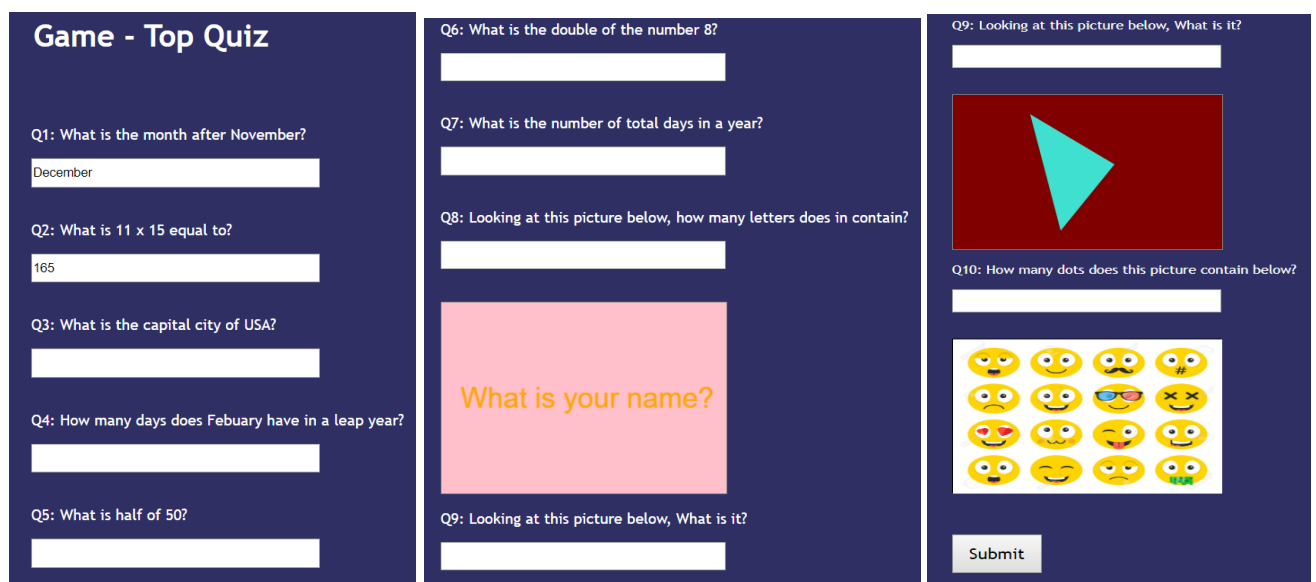 Game - Top Quiz
Q1: What is the month after November?
December
Q2: What is 11 x 15 equal to?
165
Q3: What is the capital city of USA?
Q4: How many days does Febuary have in a leap year?
Q5: What is half of 50?
Q6: What is the double of the number 8?
Q7: What is the number of total days in a year?
Q8: Looking at this picture below, how many letters does in contain?
What is your name?
Q9: Looking at this picture below, What is it?
Q9: Looking at this picture below, What is it?
Q10: How many dots does this picture contain below?
#
Submit